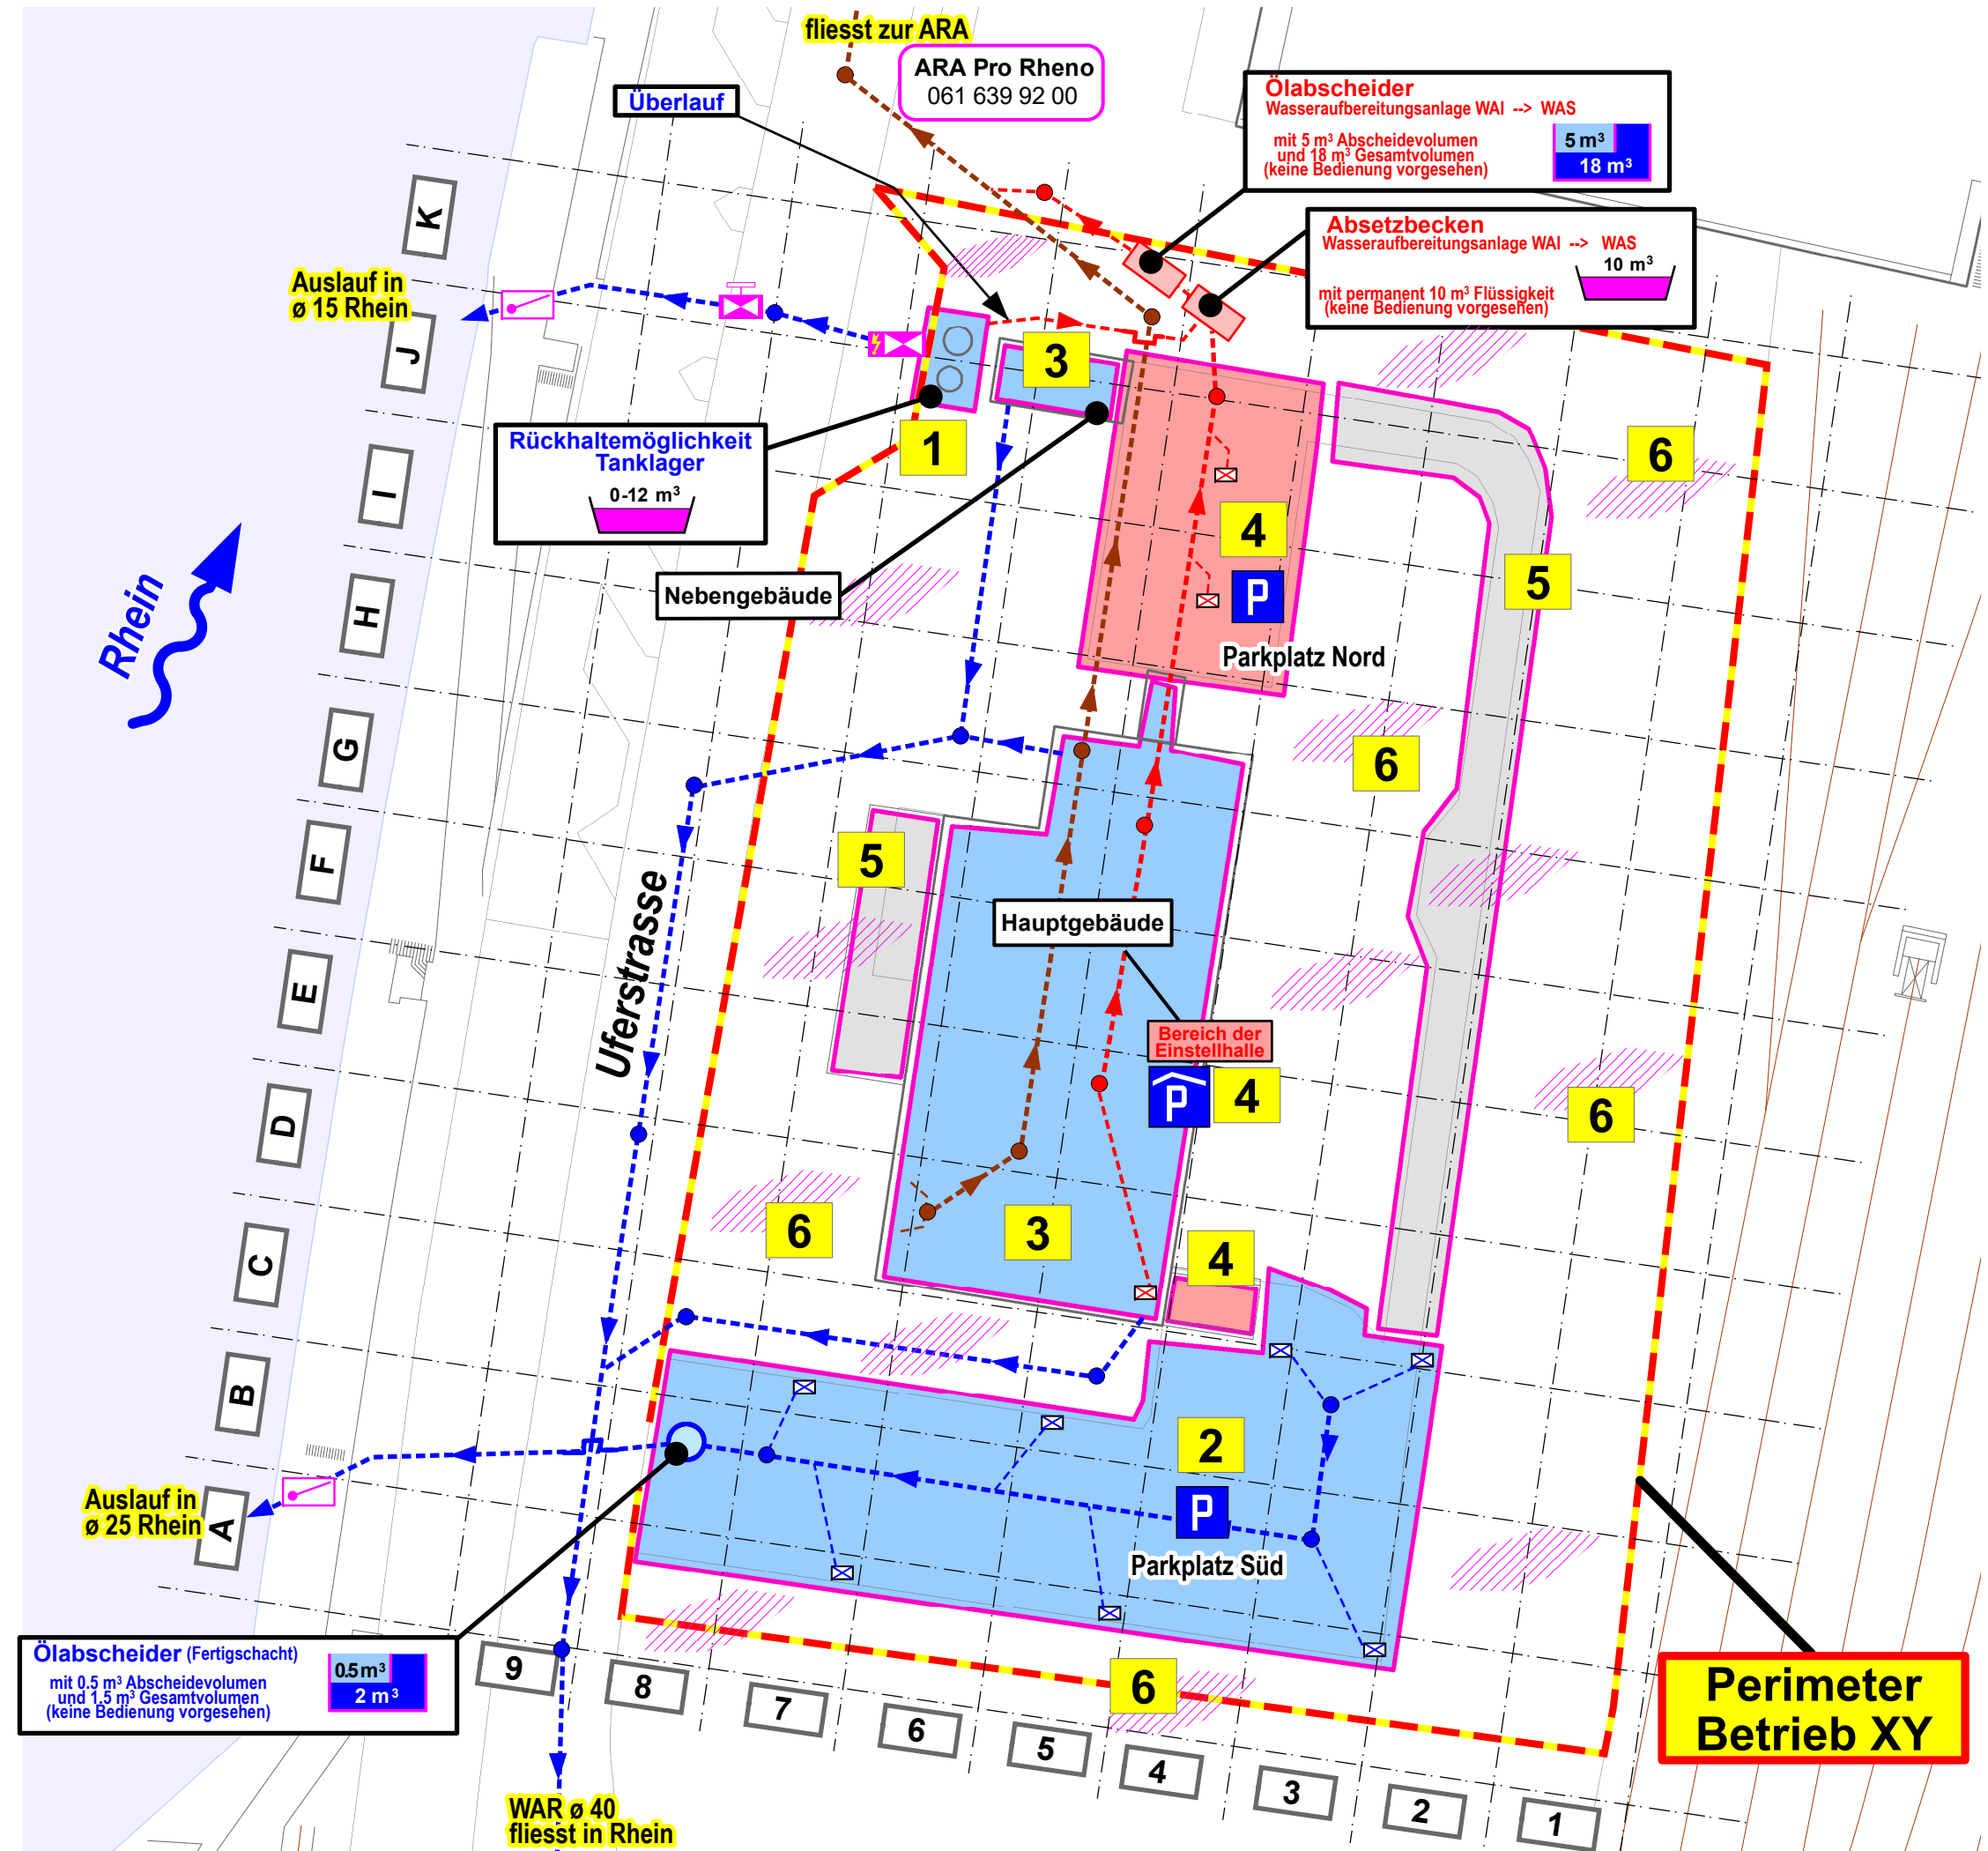 fliesst zur ARA
ARA Pro Rheno
061 639 92 00
Überlauf
Ölabscheider
Wasseraufbereitungsanlage WAI --> WAS
mit 5 m³ Abscheidevolumen
und 18 m³ Gesamtvolumen
(keine Bedienung vorgesehen)
5 m³
18 m³
Absetzbecken
Wasseraufbereitungsanlage WAI --> WAS
10 m³
mit permanent 10 m³ Flüssigkeit
(keine Bedienung vorgesehen)
K
Auslauf in
ø 15 Rhein
J
3
1
Rückhaltemöglichkeit
Tanklager
0-12 m³
6
I
4
P
5
Nebengebäude
H
Rhein
Parkplatz Nord
G
6
F
5
Uferstrasse
Hauptgebäude
E
Bereich der
Einstellhalle
P
4
6
D
6
3
4
C
B
2
P
Parkplatz Süd
Auslauf in
ø 25 Rhein
A
Ölabscheider (Fertigschacht)
mit 0.5 m³ Abscheidevolumen
und 1,5 m³ Gesamtvolumen
(keine Bedienung vorgesehen)
0.5 m³
2 m³
6
Perimeter
Betrieb XY
9
8
7
6
5
4
3
2
1
WAR ø 40
fliesst in Rhein